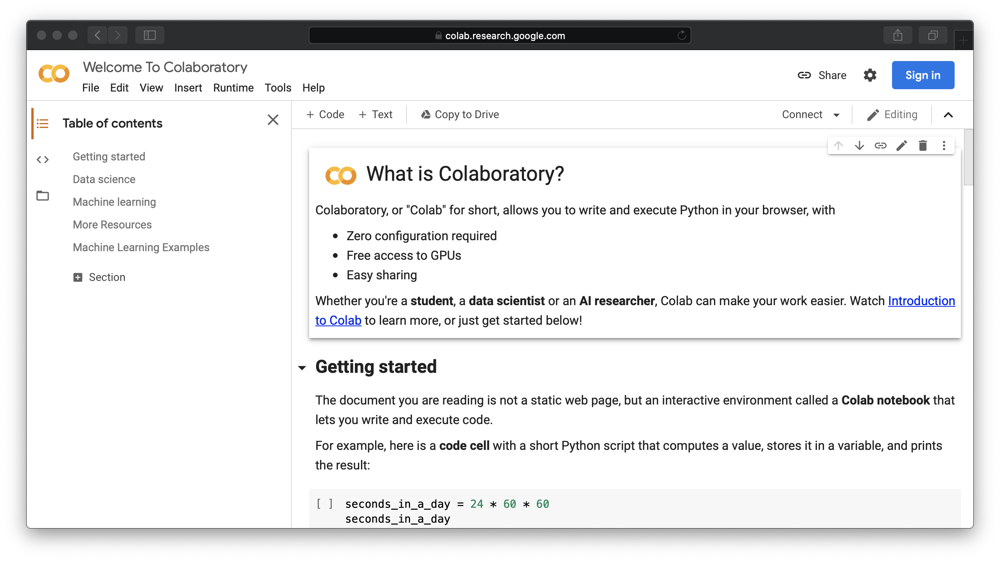 colab.research.google.com
Welcome To Colaboratory
File Edit View Insert Runtime Tools Help
Share
Sign in
Table of contents
Getting started
Data science
Machine learning
More Resources
Machine Learning Examples
Section
+ Code + Text Copy to Drive
Connect
Editing
What is Colaboratory?
Colaboratory, or "Colab" for short, allows you to write and execute Python in your browser, with
• Zero configuration required
• Free access to GPUs
• Easy sharing
Whether you're a student, a data scientist or an AI researcher, Colab can make your work easier. Watch Introduction
to Colab to learn more, or just get started below!
Getting started
The document you are reading is not a static web page, but an interactive environment called a Colab notebook that
lets you write and execute code.
For example, here is a code cell with a short Python script that computes a value, stores it in a variable, and prints
the result:
[ ] seconds_in_a_day = 24 * 60 * 60
seconds_in_a_day